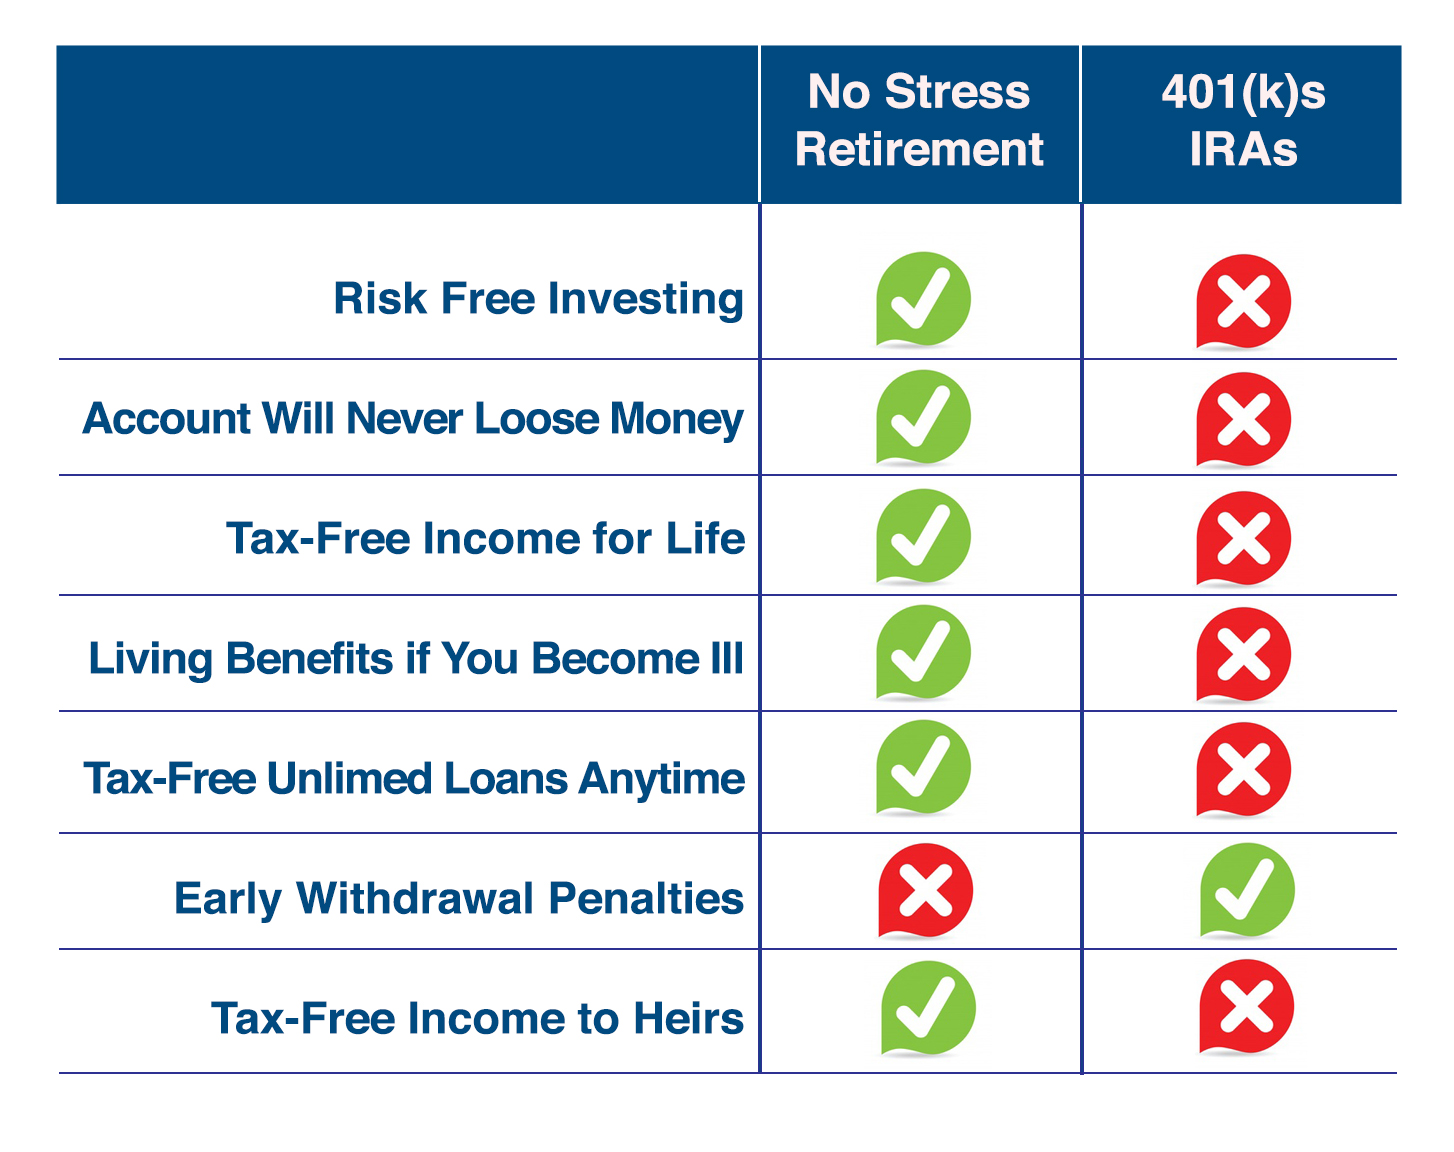 No Stress
Retirement
401(k)s
IRAs
Risk Free Investing
Account Will Never Loose Money
Tax-Free Income for Life
Living Benefits if You Become Ill
Tax-Free Unlimed Loans Anytime
Early Withdrawal Penalties
Tax-Free Income to Heirs